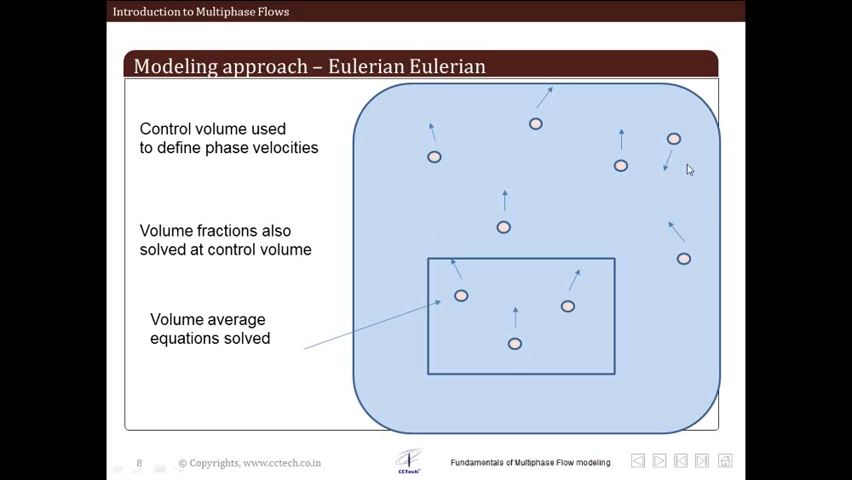 Introduction to Multiphase Flows
Modeling approach – Eulerian Eulerian
Control volume used
to define phase velocities
Volume fractions also
solved at control volume
Volume average
equations solved
8
© Copyrights, www.cctech.co.in
CCTech
Fundamentals of Multiphase Flow modeling